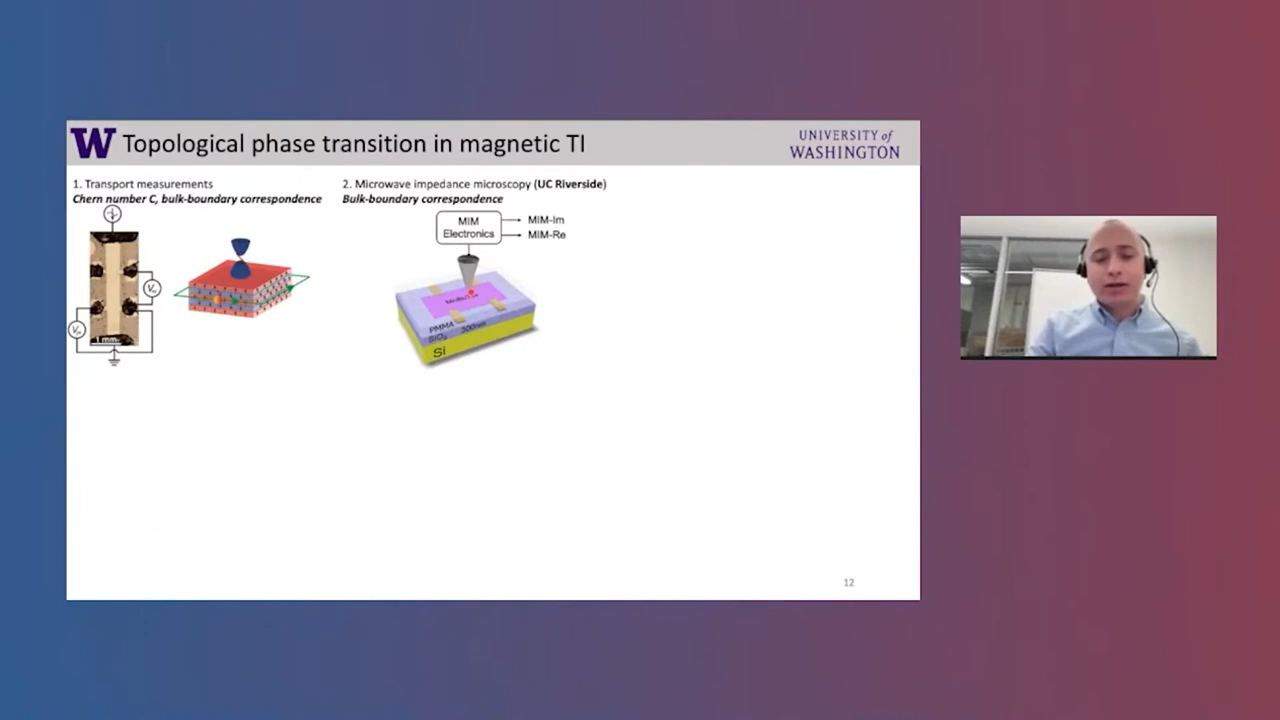 W Topological phase transition in magnetic TI
UNIVERSITY of
WASHINGTON
1. Transport measurements
Chern number C, bulk-boundary correspondence
1 mm
2. Microwave impedance microscopy (UC Riverside)
Bulk-boundary correspondence
MIM
Electronics
MIM-Im
MIM-Re
PMMA
SiO₂ 300nm
Si
12